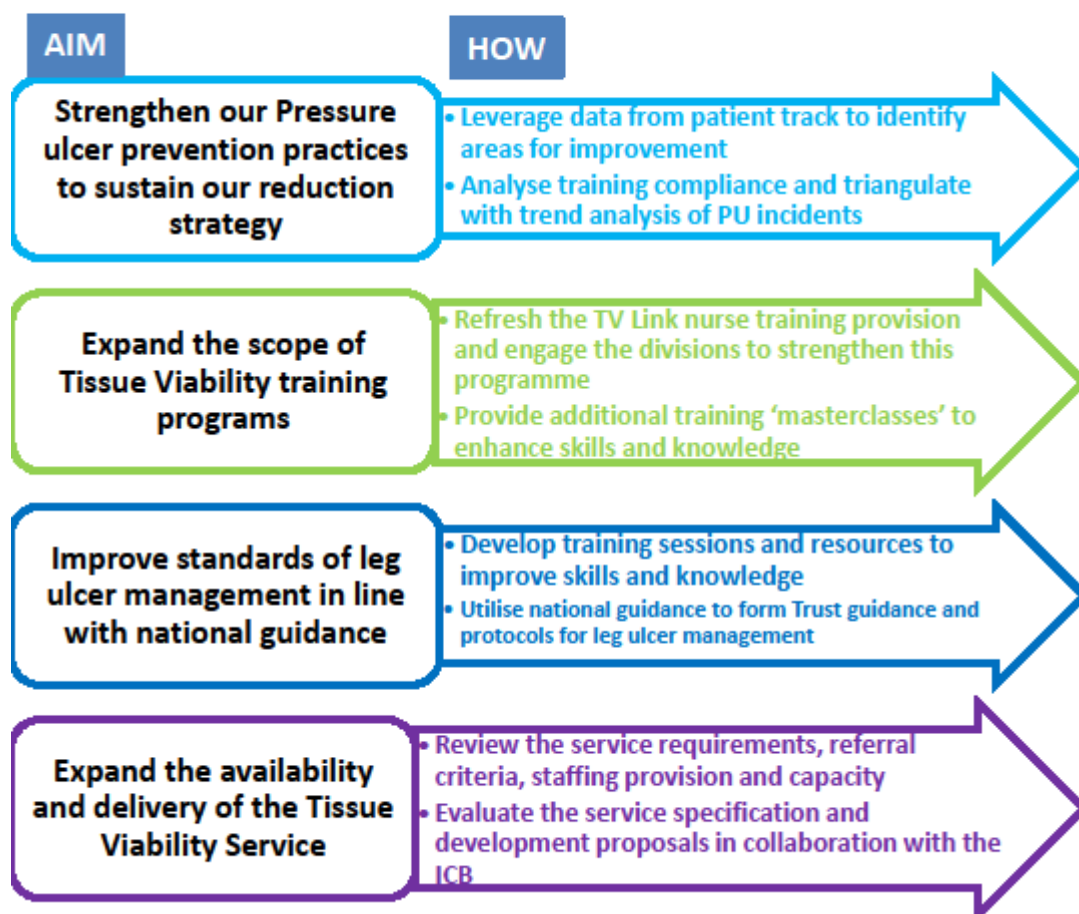 AIM
HOW
Strengthen our Pressure
ulcer prevention practices
to sustain our reduction
strategy
• Leverage data from patient track to identify
areas for improvement
• Analyse training compliance and triangulate
with trend analysis of PU incidents
Expand the scope of
Tissue Viability training
programs
• Refresh the TV Link nurse training provision
and engage the divisions to strengthen this
programme
• Provide additional training ‘masterclasses’ to
enhance skills and knowledge
Improve standards of leg
ulcer management in line
with national guidance
• Develop training sessions and resources to
improve skills and knowledge
• Utilise national guidance to form Trust guidance and
protocols for leg ulcer management
Expand the availability
and delivery of the Tissue
Viability Service
• Review the service requirements, referral
criteria, staffing provision and capacity
• Evaluate the service specification and
development proposals in collaboration with the
ICB